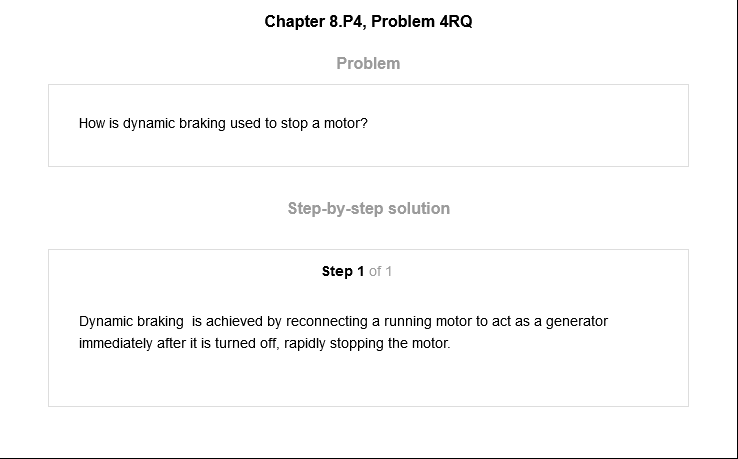 Chapter 8.P4, Problem 4RQ
Problem
How is dynamic braking used to stop a motor?
Step-by-step solution
Step 1 of 1
Dynamic braking  is achieved by reconnecting a running motor to act as a generator
immediately after it is turned off, rapidly stopping the motor.